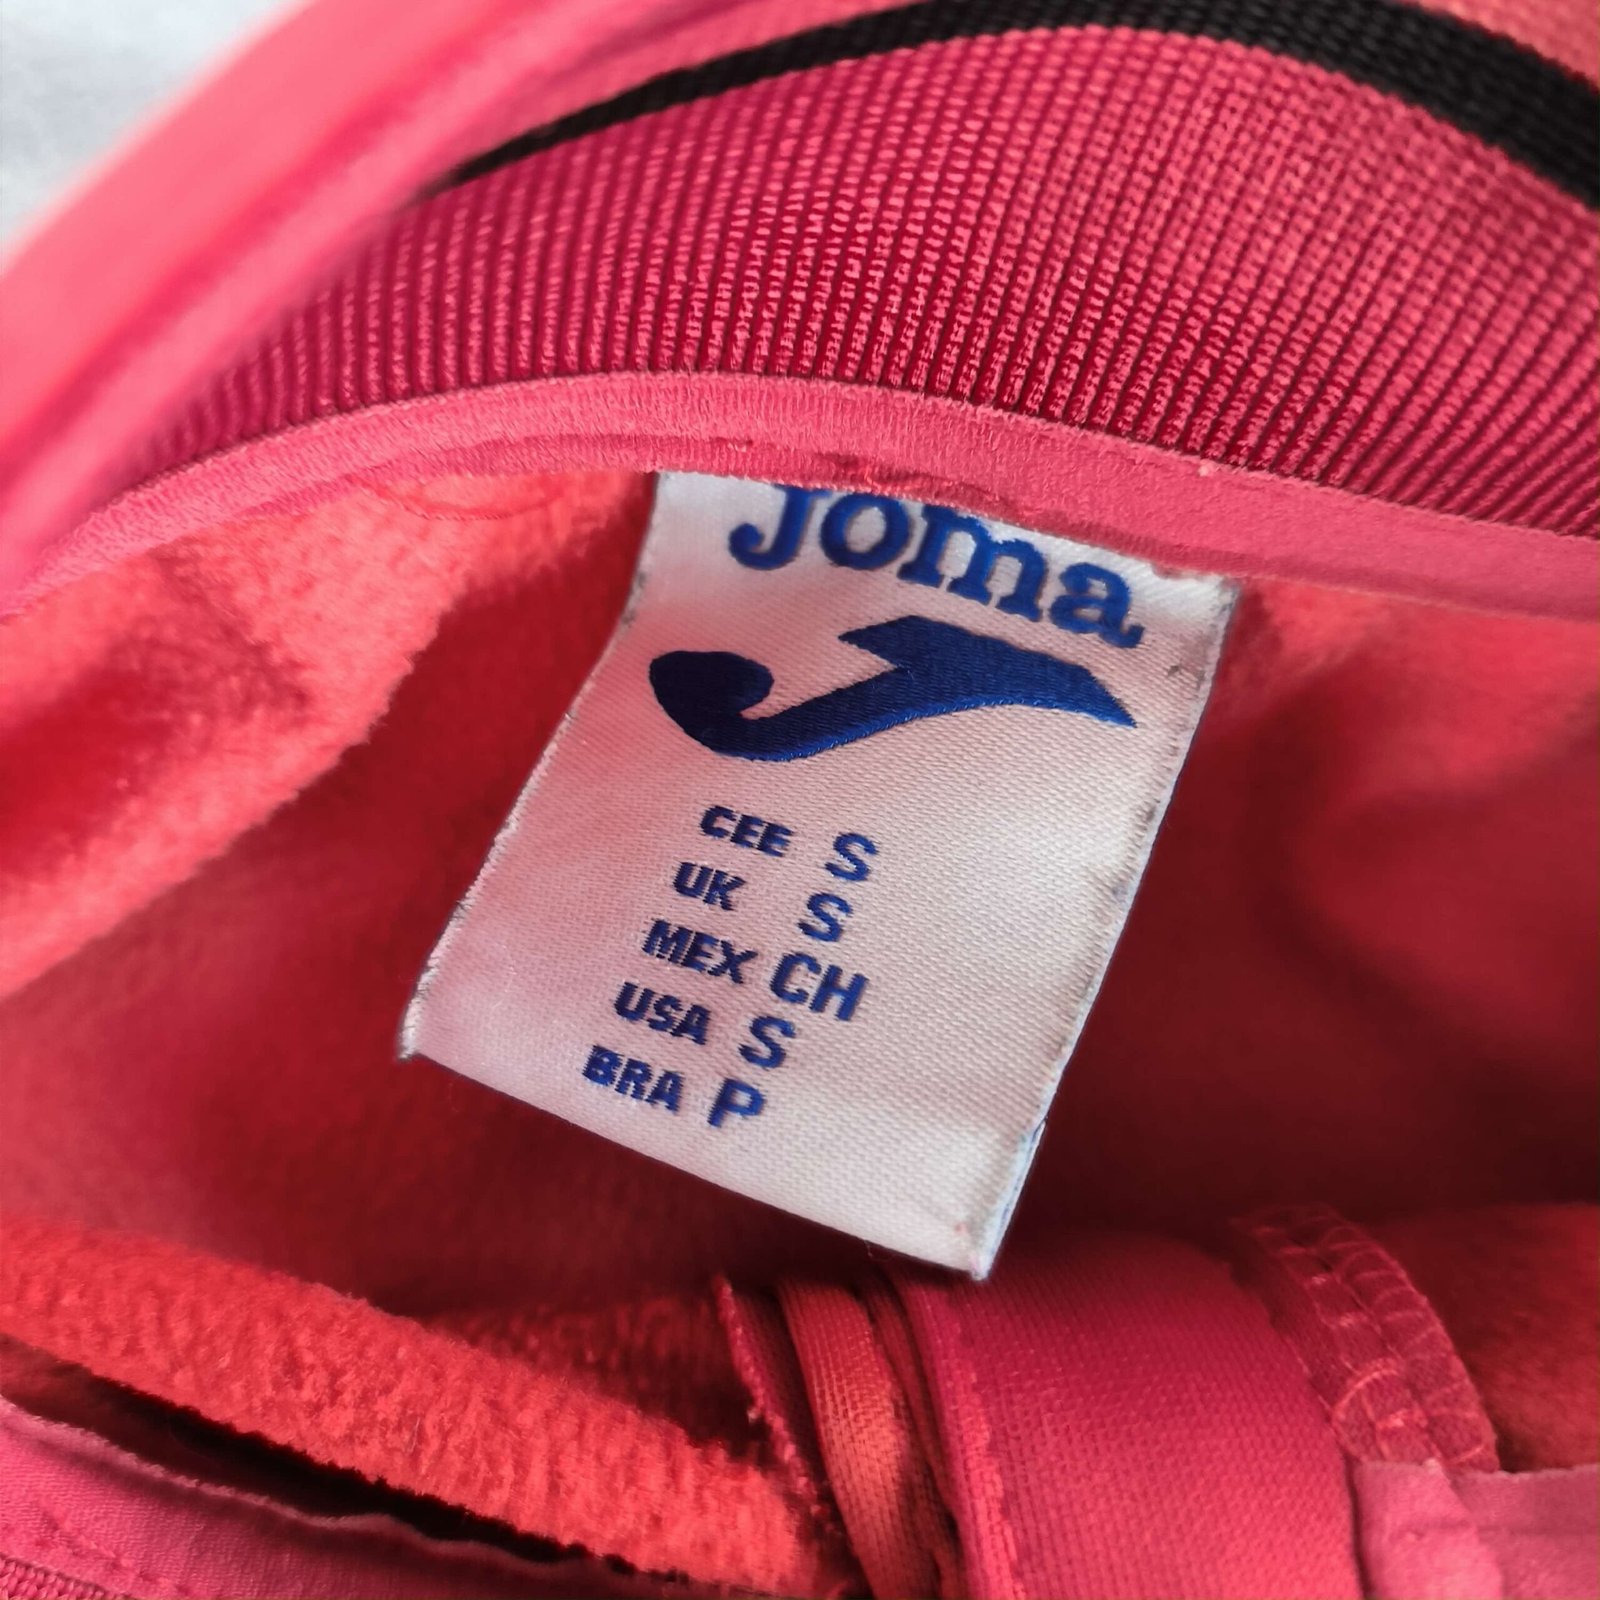 Joma
CEE S
UK S
MEX CH
USA S
BRA P